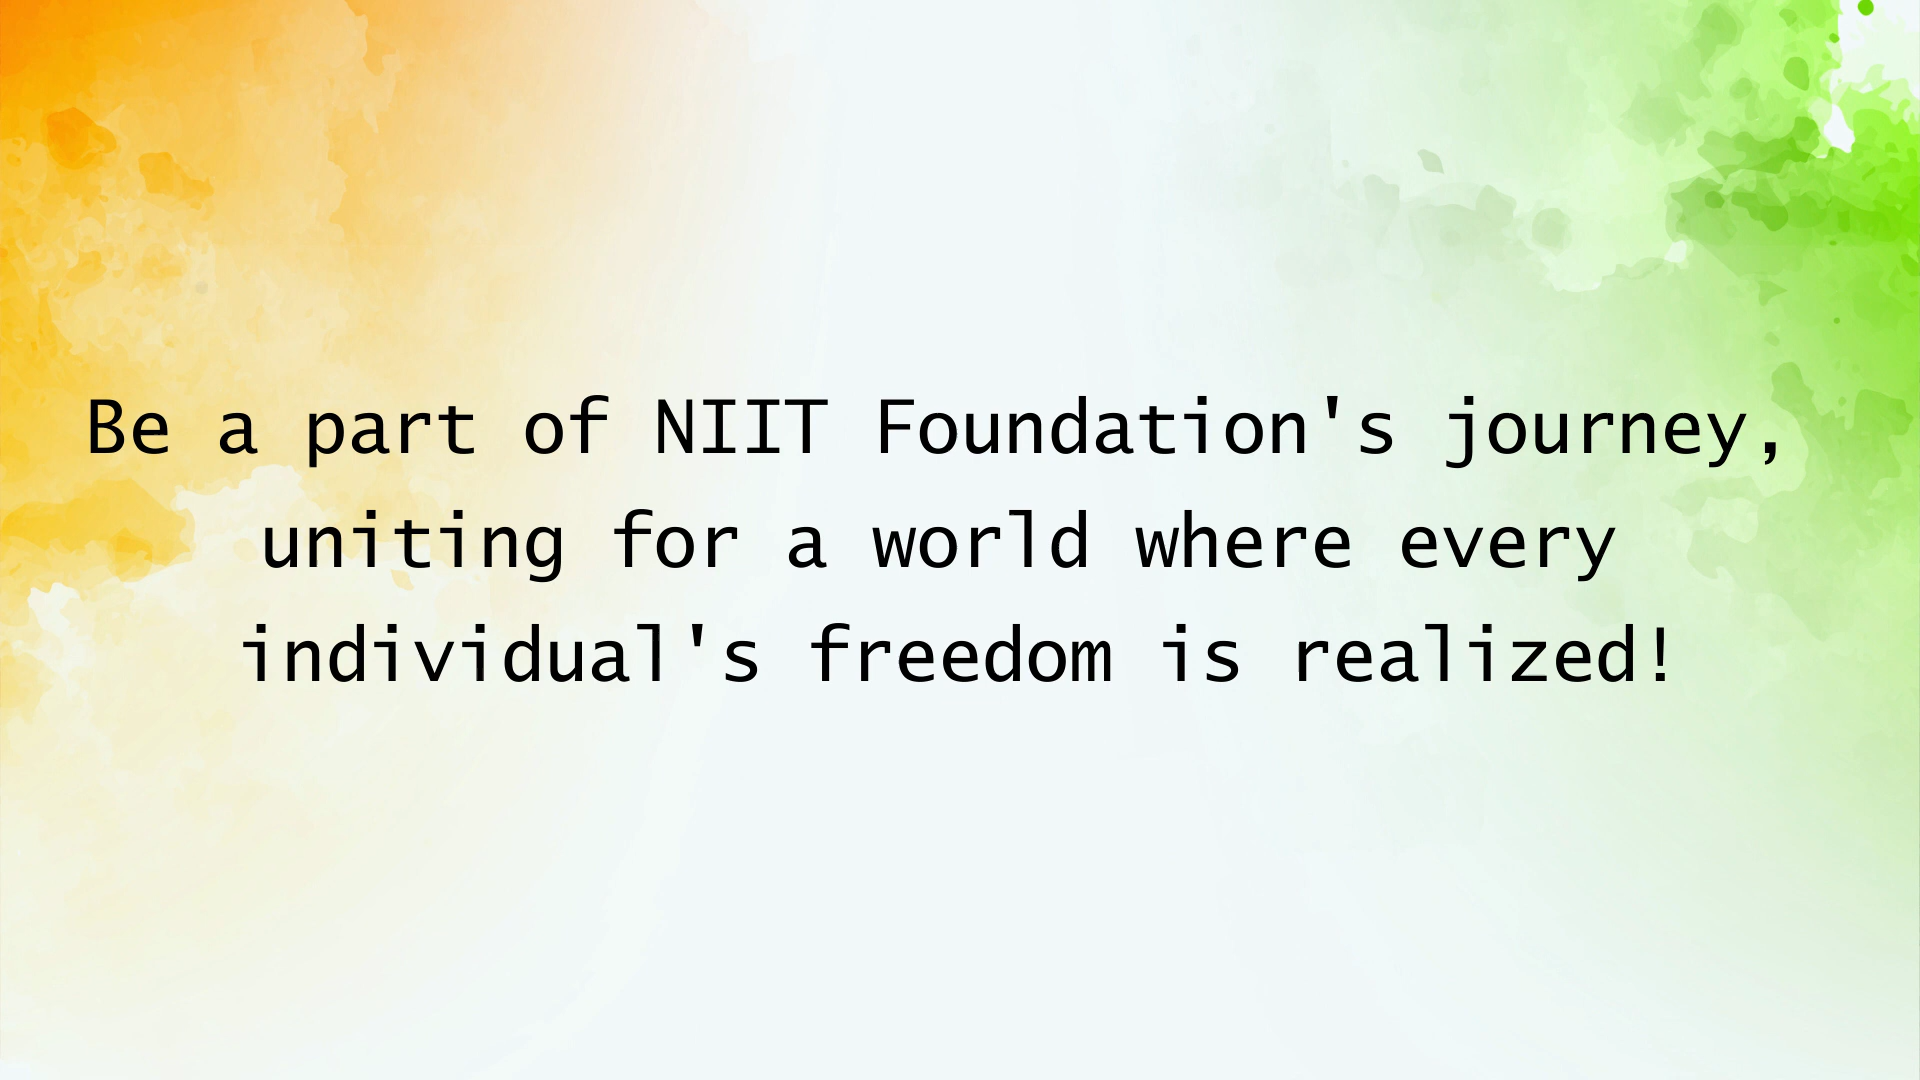 Be a part of NIIT Foundation's journey,
uniting for a world where every
individual's freedom is realized!